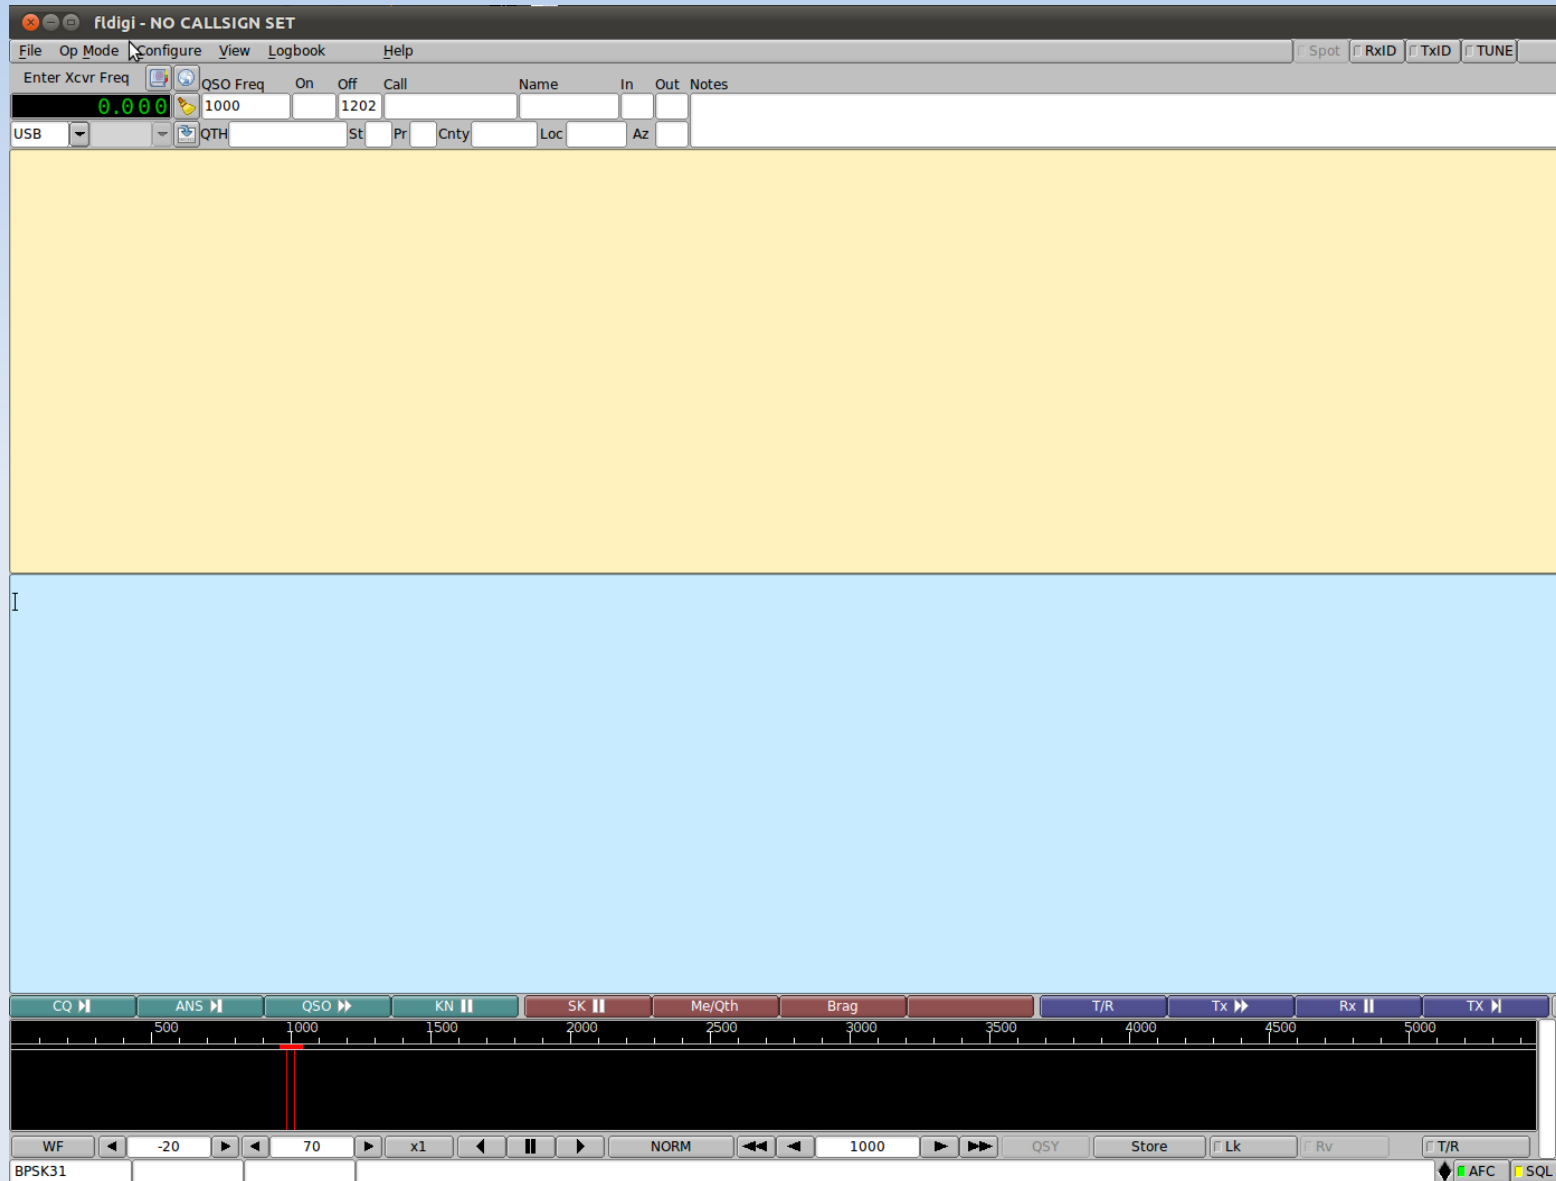 fldigi - NO CALLSIGN SET
File Op Mode Configure View Logbook Help Spot RxID TxID TUNE
Enter Xcvr Freq QSO Freq On Off Call Name In Out Notes
0.000 1000 1202
USB QTH St Pr Cnty Loc Az
CQ ANS QSO KN SK Me/Qth Brag T/R Tx Rx TX
500 1000 1500 2000 2500 3000 3500 4000 4500 5000
WF -20 70 x1 NORM 1000 QSY Store Lk Rv T/R
BPSK31 AFC SQL